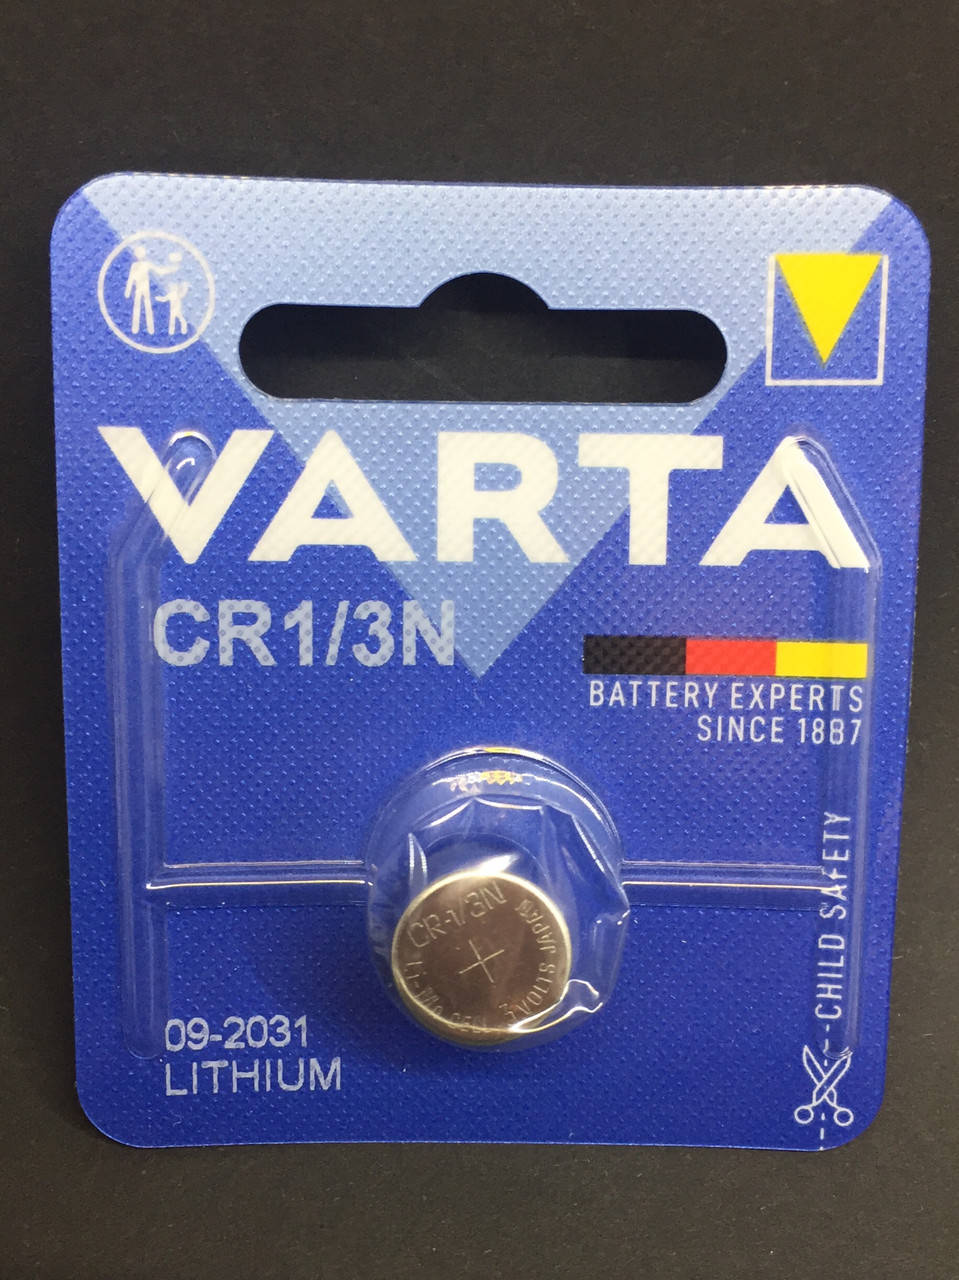 VARTA
CR1/3N
BATTERY EXPERTS
SINCE 1887
CR-1/3N
JAPAN
CHILD SAFETY
09-2031
LITHIUM